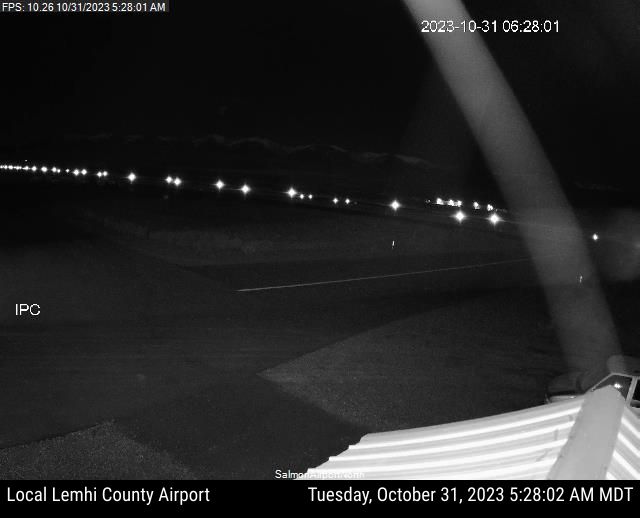 FPS: 10.26 10/31/2023 5:28:01 AM
2023-10-31 06:28:01
IPC
Local Lemhi County Airport
Tuesday, October 31, 2023 5:28:02 AM MDT